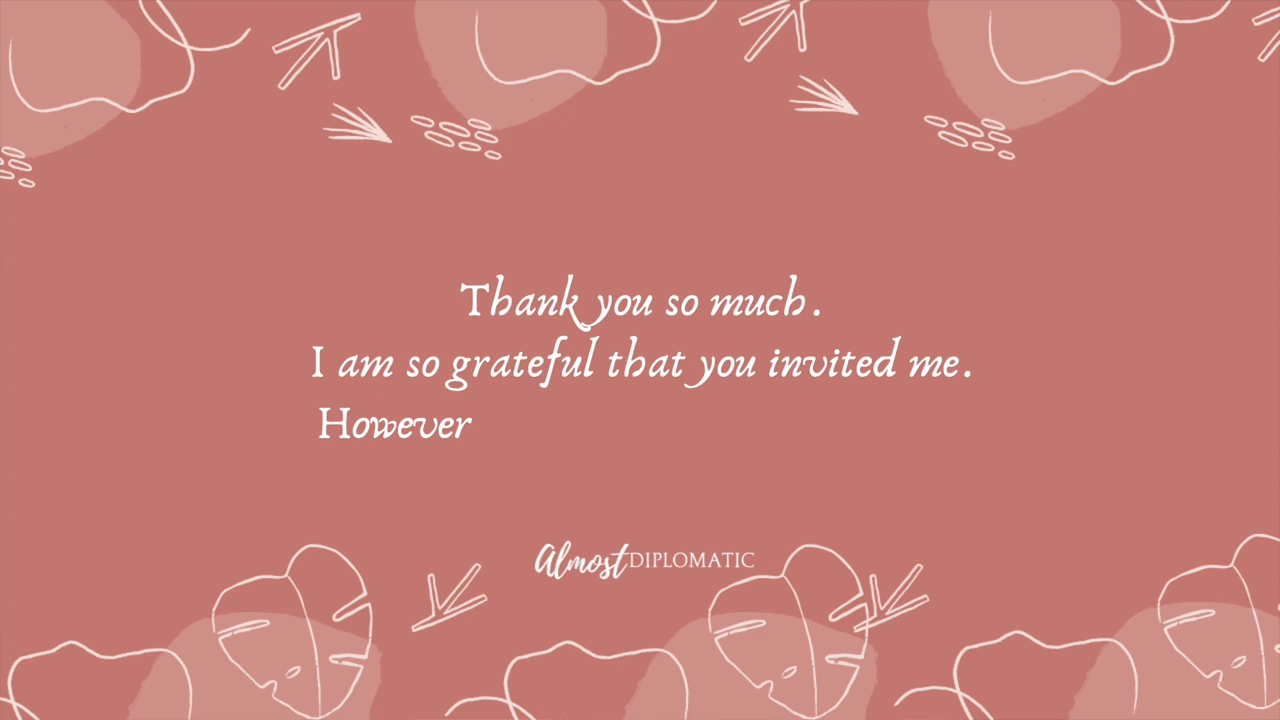 Thank you so much.
I am so grateful that you invited me.
However
Almost DIPLOMATIC